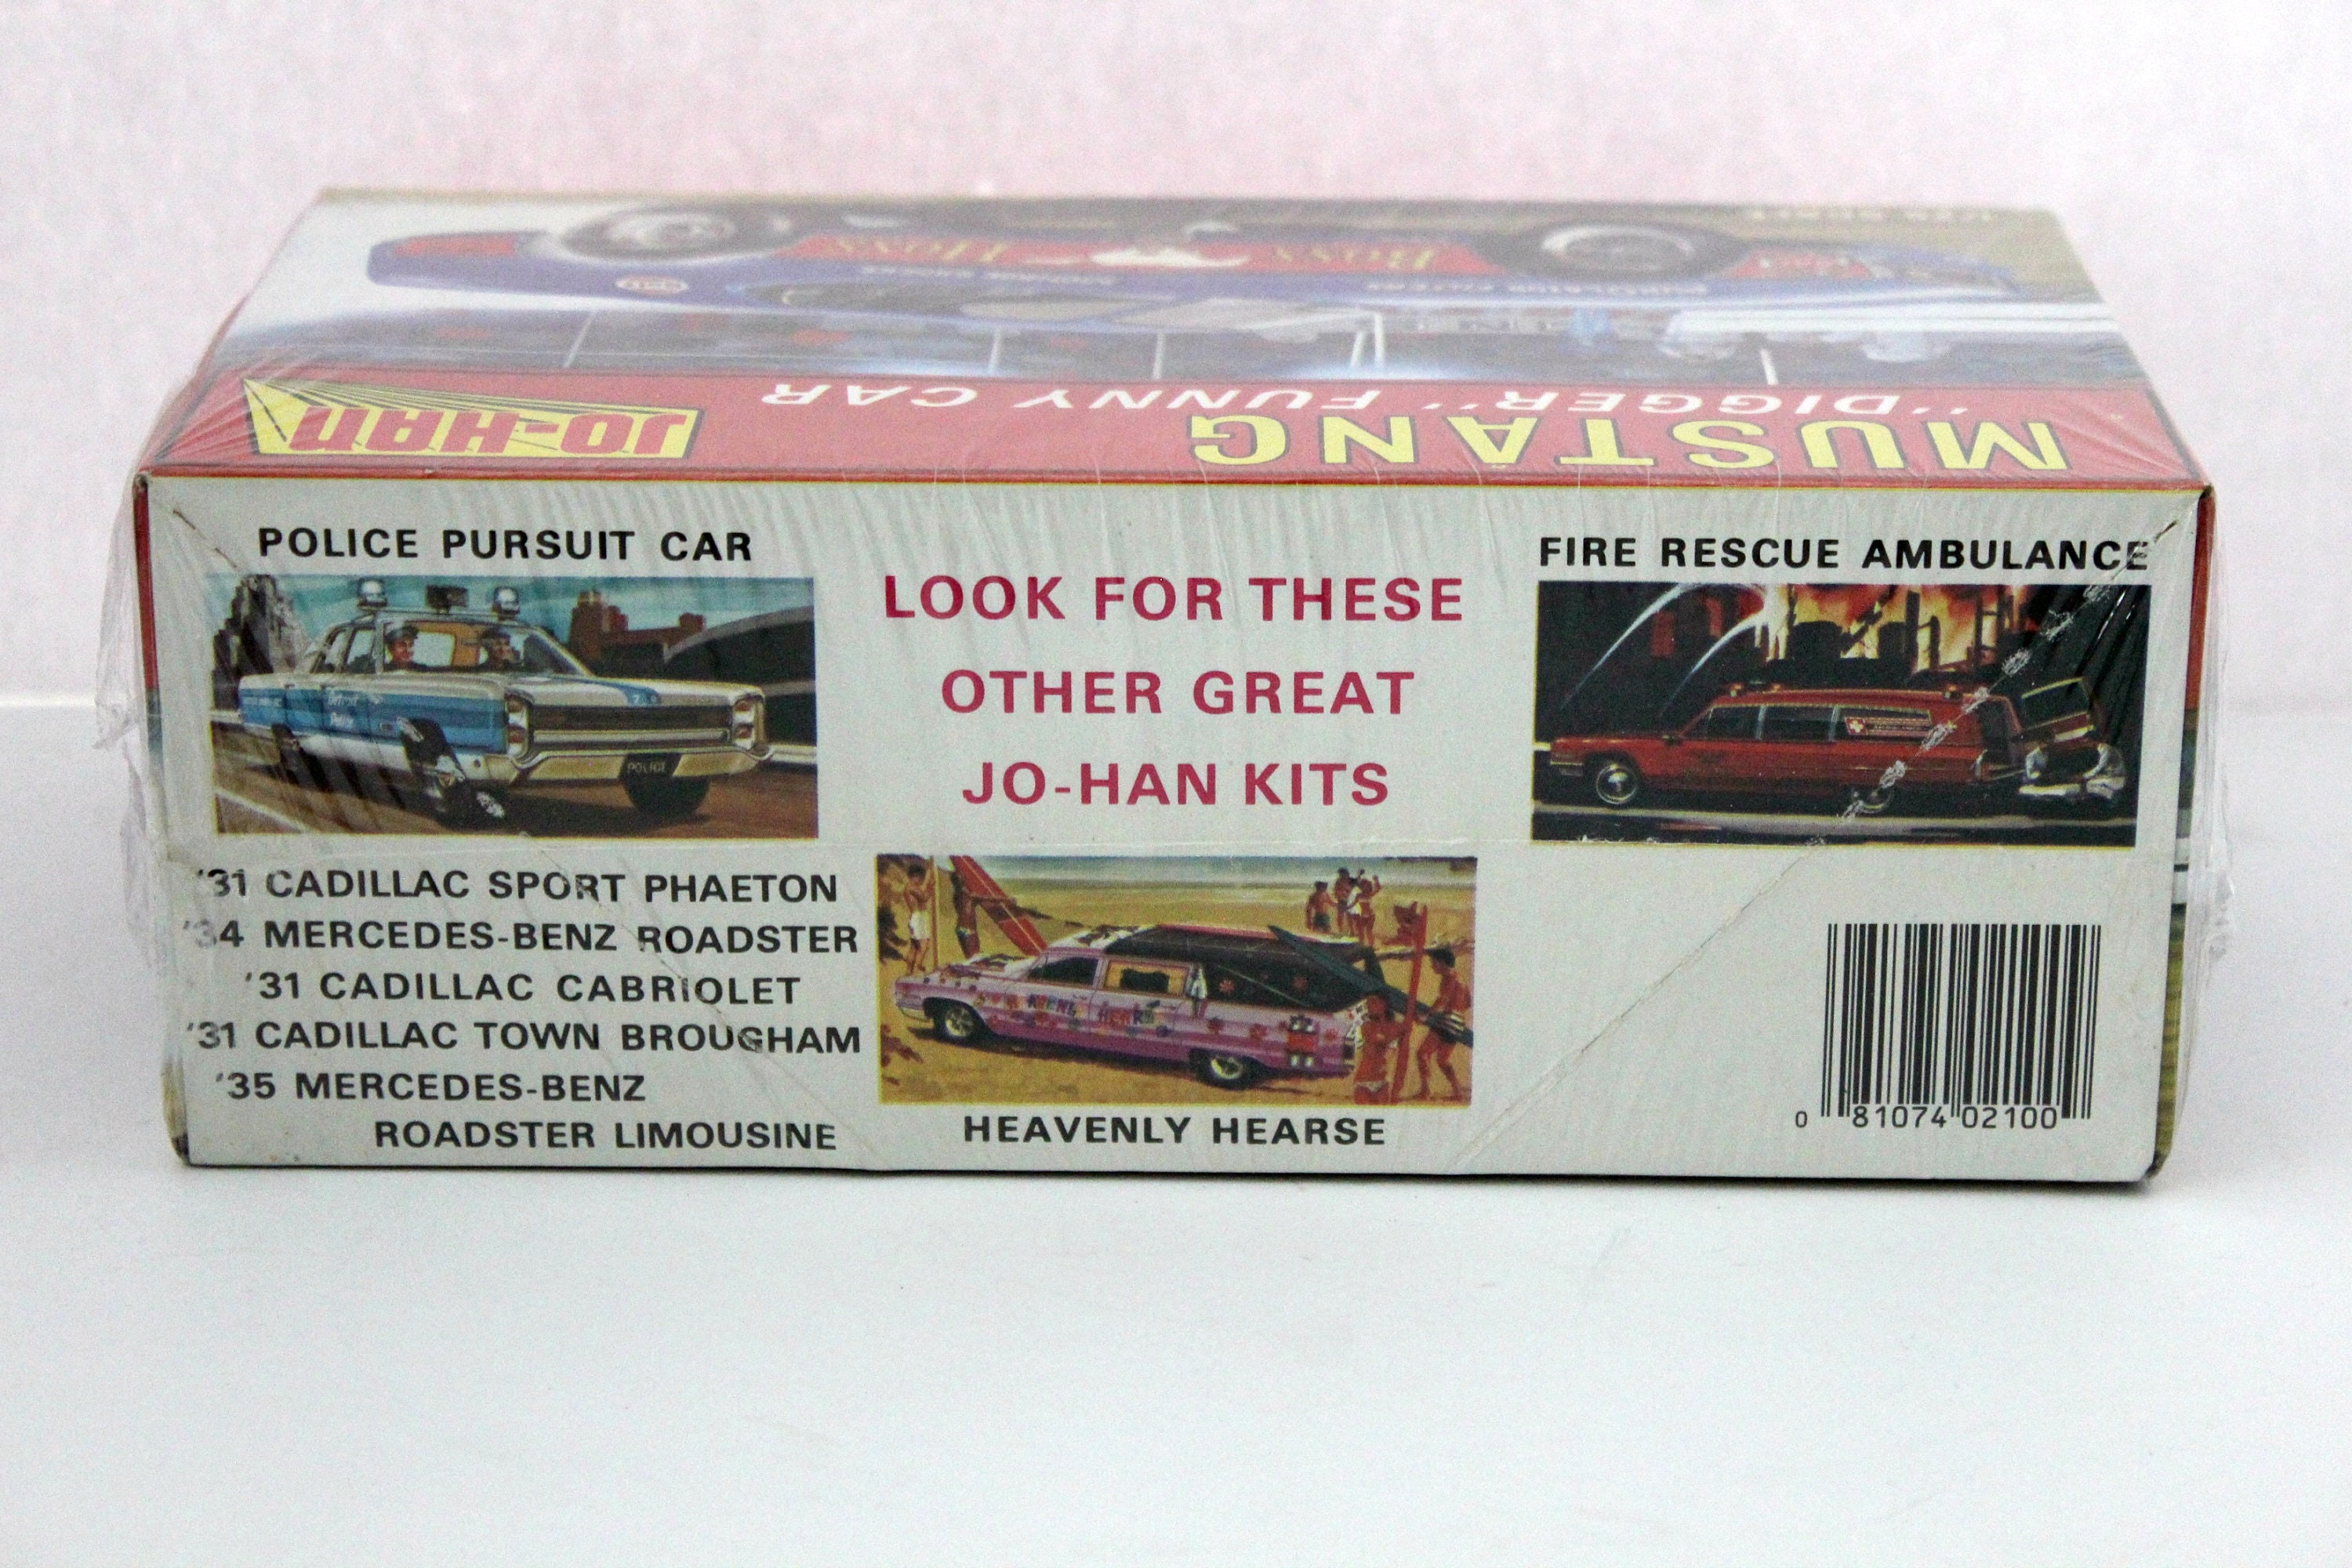 JO-HAN
MUSTANG
"DIGGER" FUNNY CAR
Boss Hoss
POLICE PURSUIT CAR
POLICE
LOOK FOR THESE
OTHER GREAT
JO-HAN KITS
FIRE RESCUE AMBULANCE
'31 CADILLAC SPORT PHAETON
'34 MERCEDES-BENZ ROADSTER
'31 CADILLAC CABRIOLET
'31 CADILLAC TOWN BROUGHAM
'35 MERCEDES-BENZ
ROADSTER LIMOUSINE
HEAVENLY HEARSE
0 81074 02100